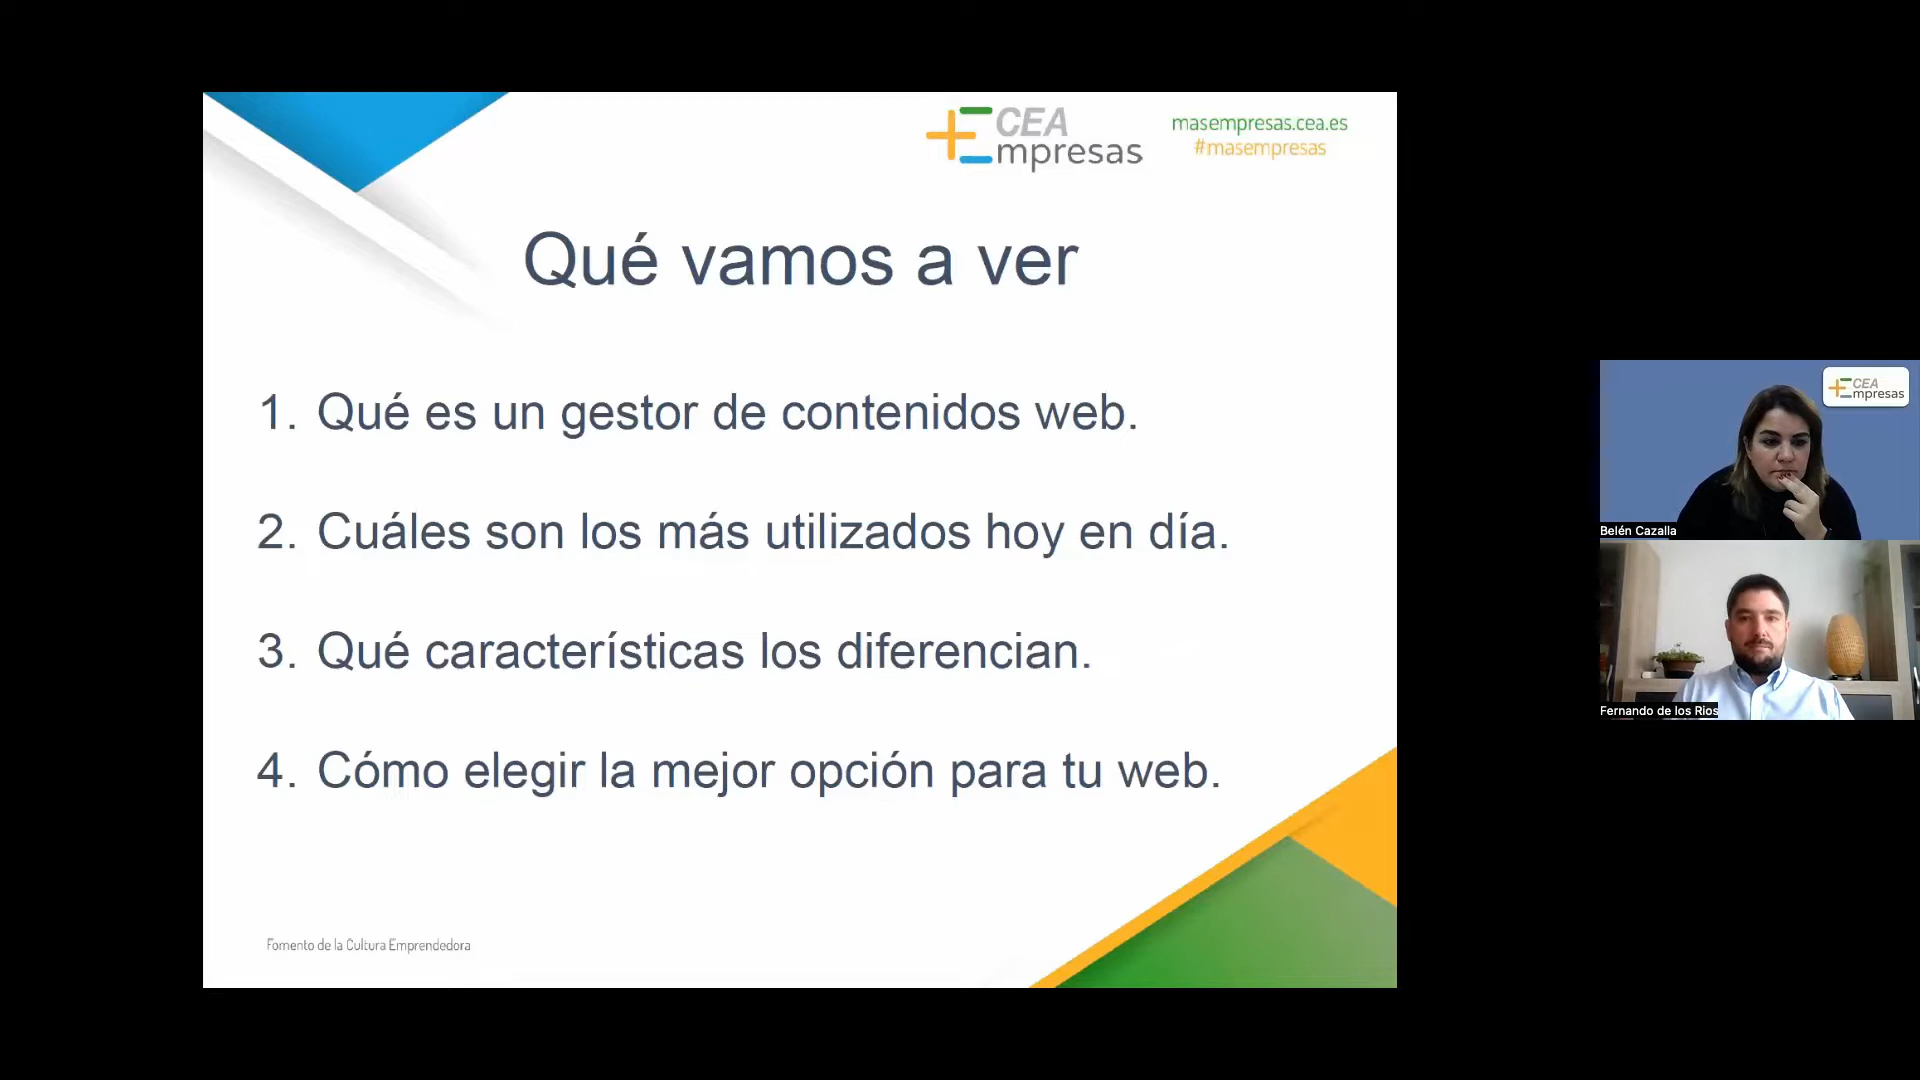 CEA
Empresas
masempresas.cea.es
#masempresas
Qué vamos a ver
1. Qué es un gestor de contenidos web.
2. Cuáles son los más utilizados hoy en día.
3. Qué características los diferencian.
4. Cómo elegir la mejor opción para tu web.
Fomento de la Cultura Emprendedora
CEA
Empresas
Belén Cazalla
Fernando de los Rios